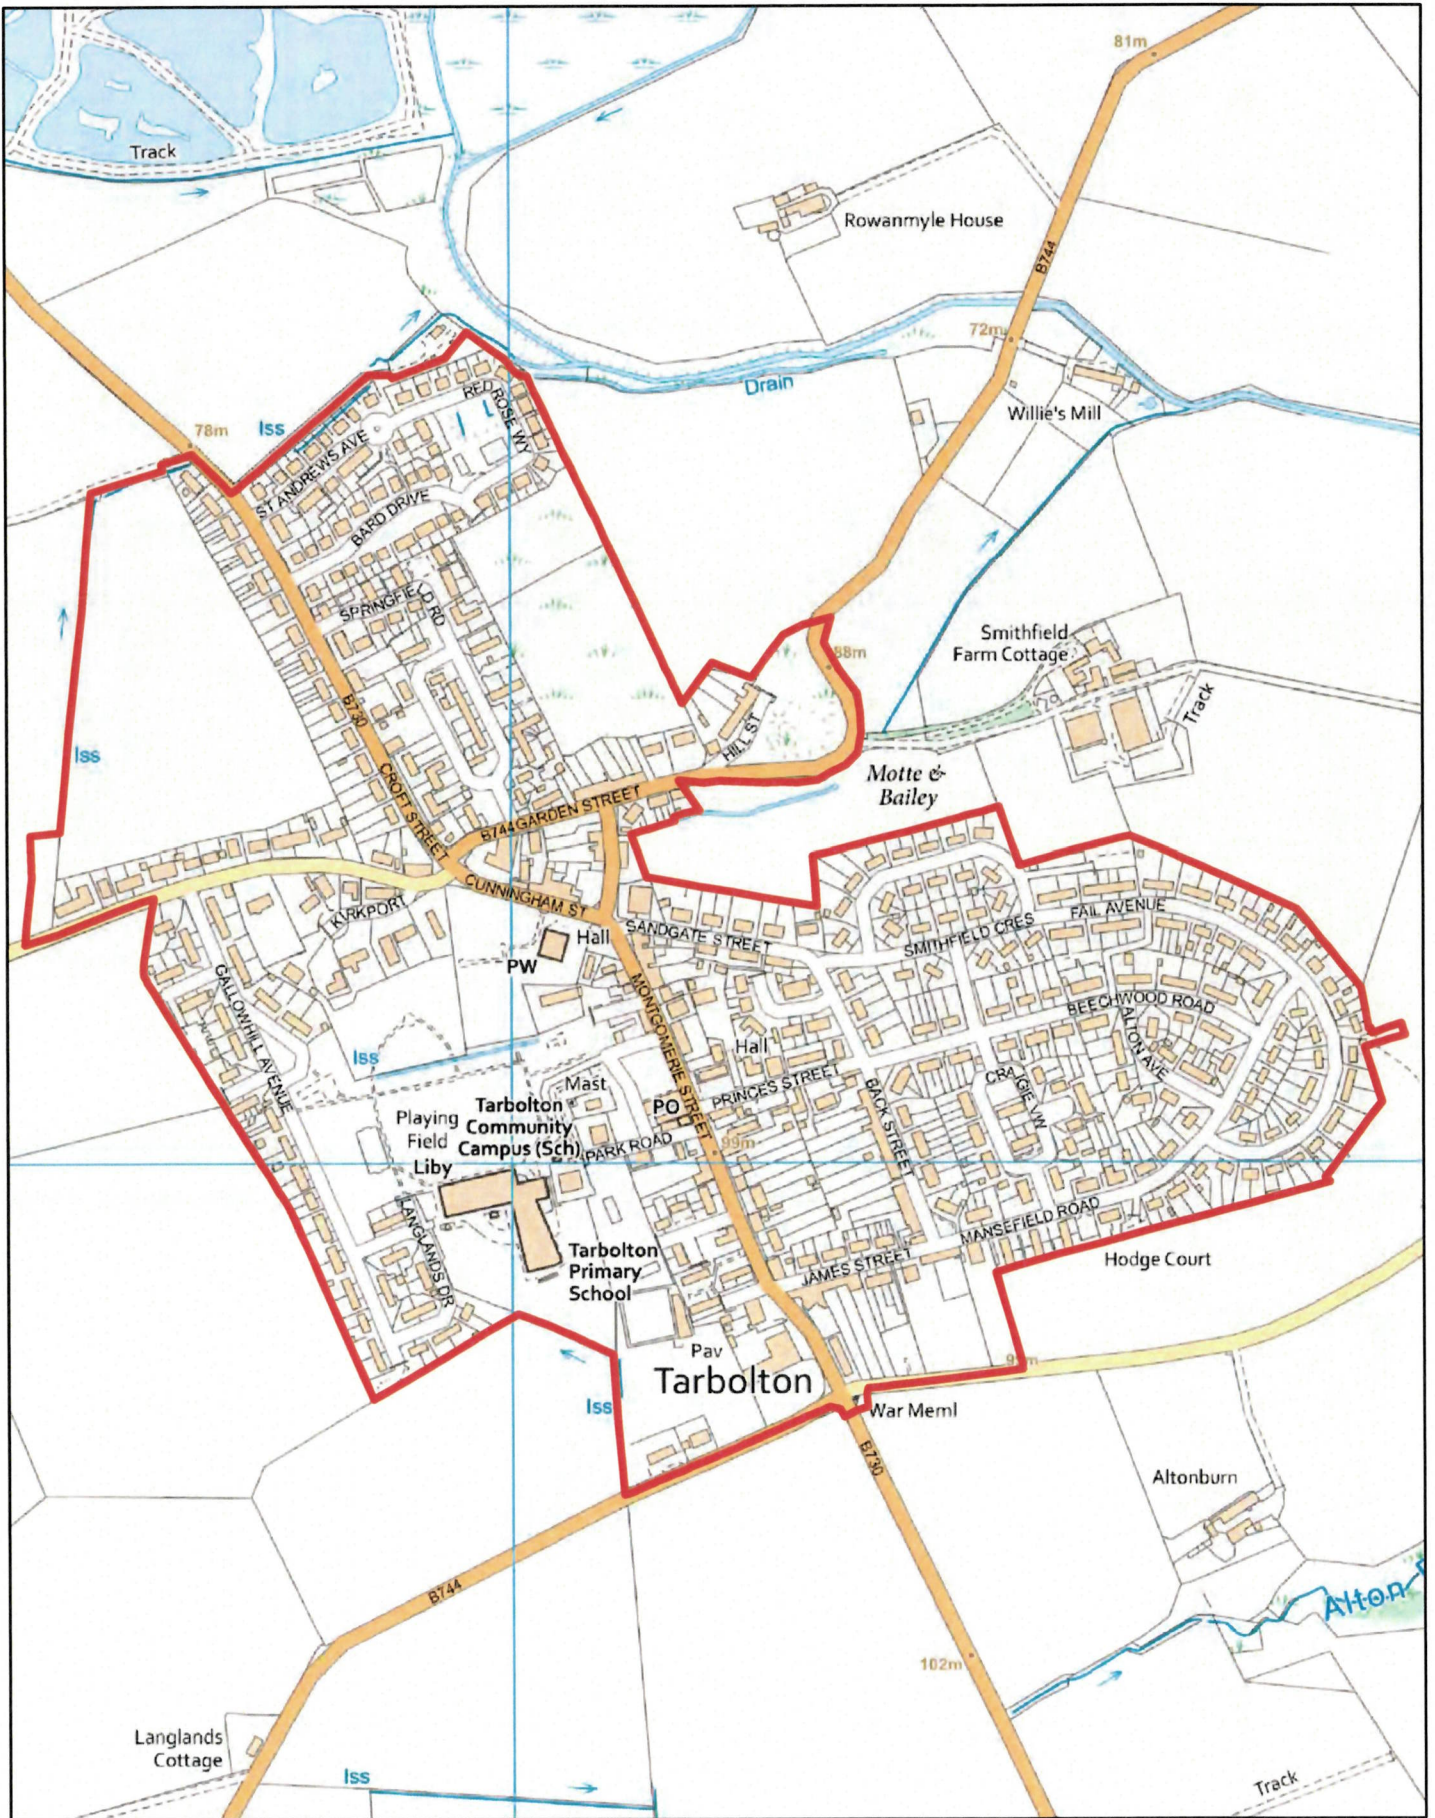 81m
Track
Rowanmyle House
B744
72m
Drain
Willie's Mill
RED ROSE WY
78m
Iss
ST ANDREWS AVE
BARD DRIVE
SPRINGFIELD RD
Smithfield
Farm Cottage
88m
Track
B730
HILL ST
Iss
Motte &
Bailey
CROFT STREET
B744
GARDEN STREET
CUNNINGHAM ST
KIRKPORT
Hall
SANDGATE STREET
FAIL AVENUE
SMITHFIELD CRES
PW
GALLOWHILL AVENUE
MONTGOMERIE STREET
BEECHWOOD ROAD
ALTON AVE
Iss
Hall
CRAIGIE VW
Mast
PRINCES STREET
BACK STREET
Playing
Field
Tarbolton
Community
Campus (Sch)
PO
PARK ROAD
99m
Liby
LANGLANDS DR
MANSEFIELD ROAD
Tarbolton
Primary
School
JAMES STREET
Hodge Court
Pav
Tarbolton
Iss
War Meml
B730
Altonburn
B744
Alton
102m
Langlands
Cottage
Iss
Track